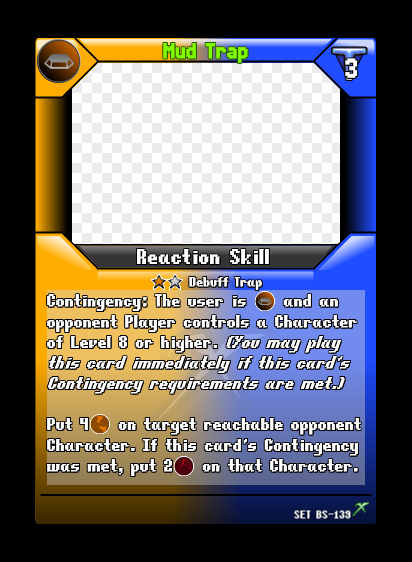 Mud Trap
3
Reaction Skill
Debuff Trap
Contingency: The user is and an
opponent Player controls a Character
of Level 8 or higher. (You may play
this card immediately if this card's
Contingency requirements are met.)
Put 4 on target reachable opponent
Character. If this card's Contingency
was met, put 2 on that Character.
SET BS-139